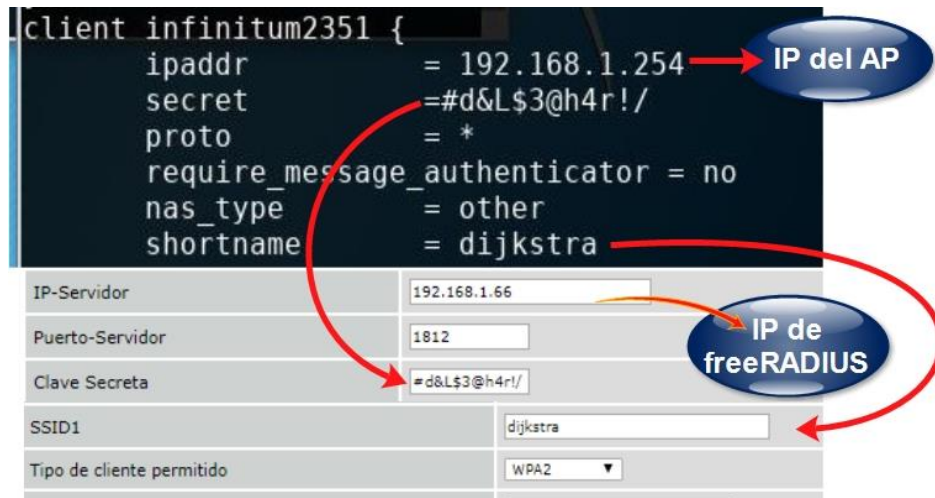 client infinitum2351 {
ipaddr = 192.168.1.254
IP del AP
secret =#d&L$3@h4r!/
proto = *
require_message_authenticator = no
nas_type = other
shortname = dijkstra
IP-Servidor 192.168.1.66
Puerto-Servidor 1812
IP de
freeRADIUS
Clave Secreta #d&L$3@h4r!/
SSID1 dijkstra
Tipo de cliente permitido WPA2